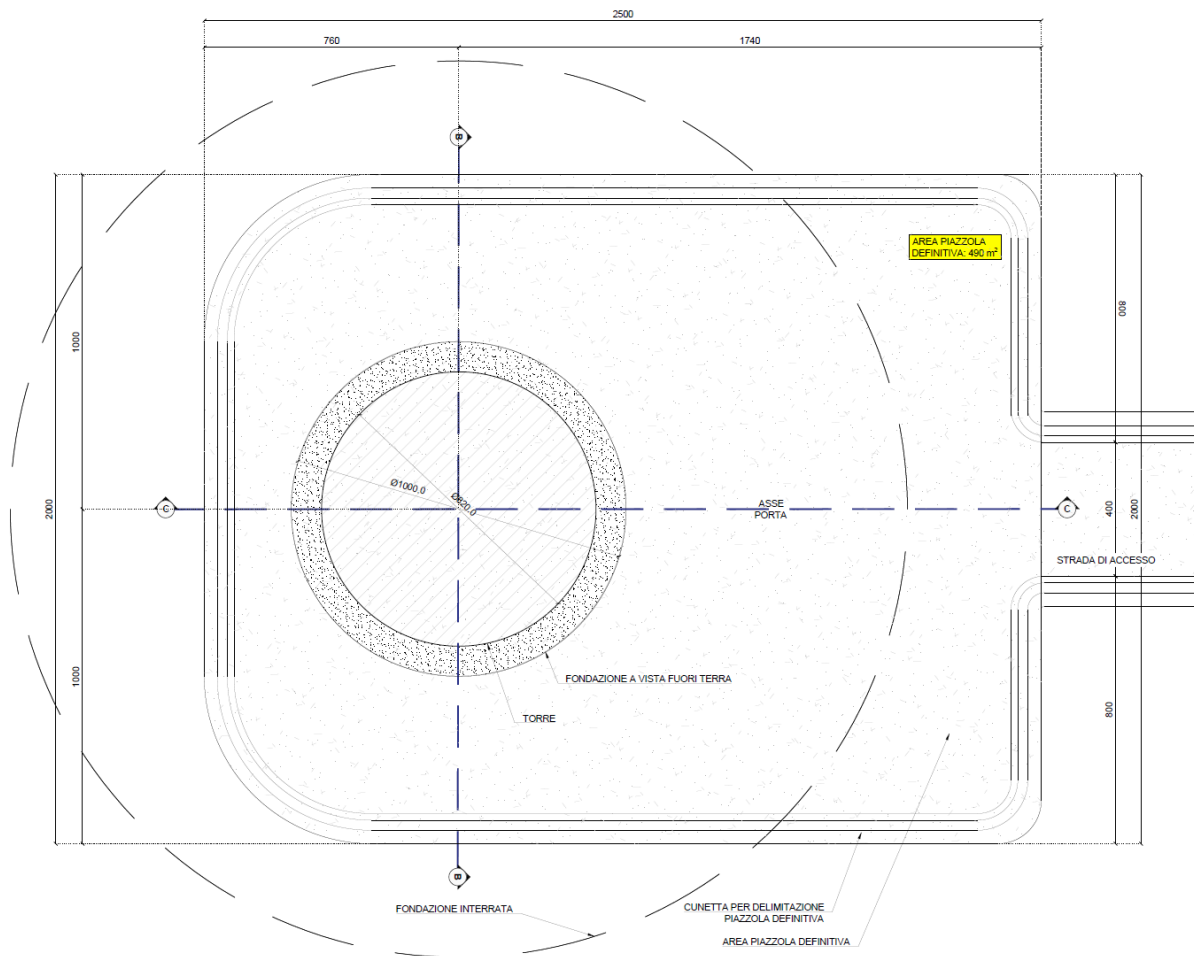 2500
760
1740
B
AREA PIAZZOLA
DEFINITIVA: 490 m²
800
1000
Ø1000.0
Ø820.0
C
2000
ASSE
PORTA
C
400
2000
STRADA DI ACCESSO
FONDAZIONE A VISTA FUORI TERRA
1000
800
TORRE
B
FONDAZIONE INTERRATA
CUNETTA PER DELIMITAZIONE
PIAZZOLA DEFINITIVA
AREA PIAZZOLA DEFINITIVA